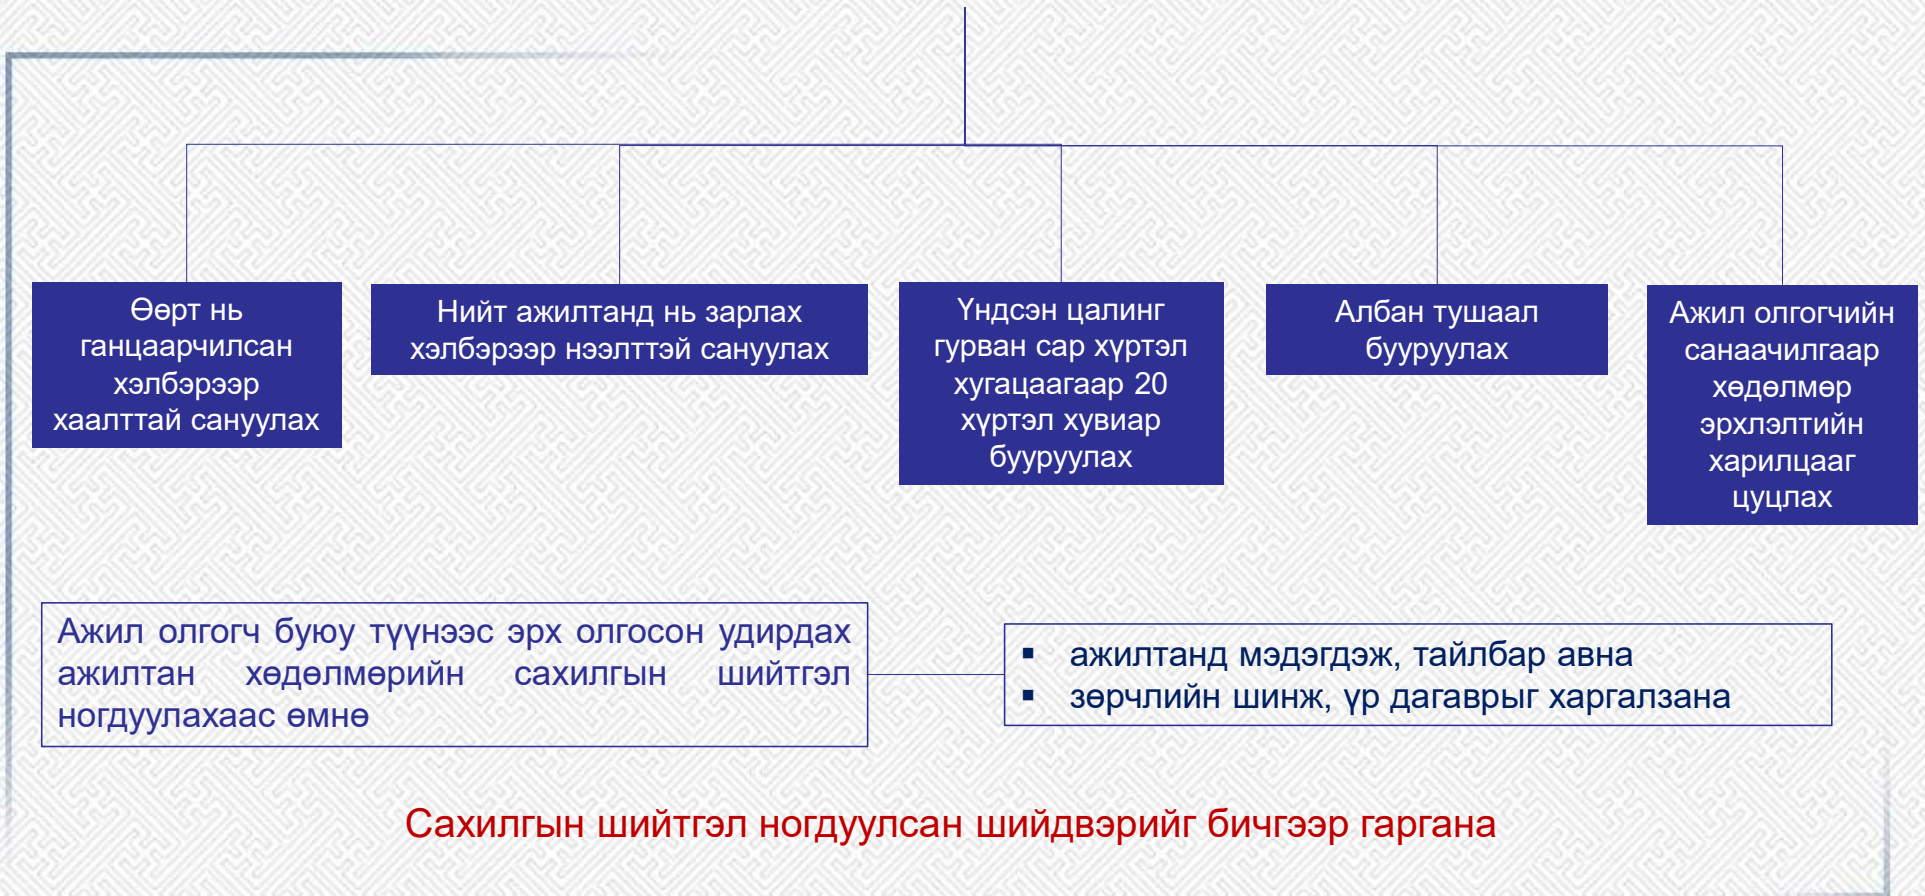 Өөрт нь
ганцаарчилсан
хэлбэрээр
хаалттай сануулах
Нийт ажилтанд нь зарлах
хэлбэрээр нээлттэй сануулах
Үндсэн цалинг
гурван сар хүртэл
хугацаагаар 20
хүртэл хувиар
бууруулах
Албан тушаал
бууруулах
Ажил олгогчийн
санаачилгаар
хөдөлмөр
эрхлэлтийн
харилцааг
цуцлах
Ажил олгогч буюу түүнээс эрх олгосон удирдах
ажилтан хөдөлмөрийн сахилгын шийтгэл
ногдуулахаас өмнө
▪ ажилтанд мэдэгдэж, тайлбар авна
▪ зөрчлийн шинж, үр дагаврыг харгалзана
Сахилгын шийтгэл ногдуулсан шийдвэрийг бичгээр гаргана